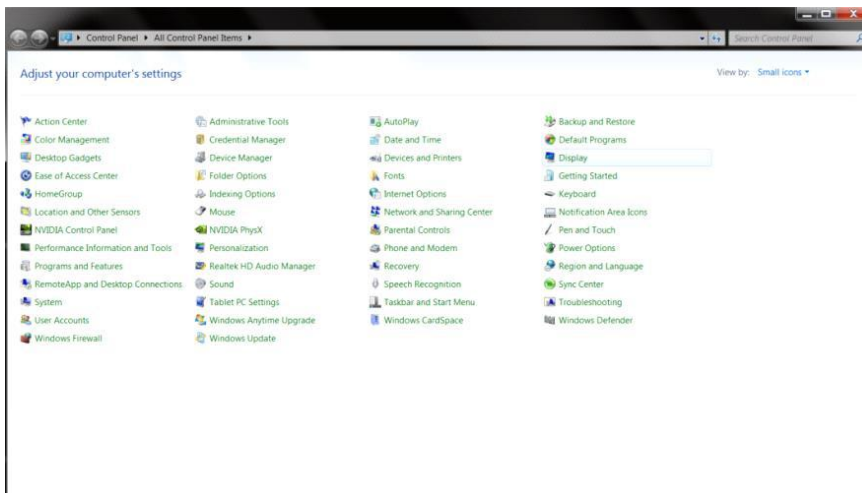 Control Panel All Control Panel Items
Search Control Panel
Adjust your computer's settings
View by: Small icons
Action Center Administrative Tools AutoPlay Backup and Restore
Color Management Credential Manager Date and Time Default Programs
Desktop Gadgets Device Manager Devices and Printers Display
Ease of Access Center Folder Options Fonts Getting Started
HomeGroup Indexing Options Internet Options Keyboard
Location and Other Sensors Mouse Network and Sharing Center Notification Area Icons
NVIDIA Control Panel NVIDIA PhysX Parental Controls Pen and Touch
Performance Information and Tools Personalization Phone and Modem Power Options
Programs and Features Realtek HD Audio Manager Recovery Region and Language
RemoteApp and Desktop Connections Sound Speech Recognition Sync Center
System Tablet PC Settings Taskbar and Start Menu Troubleshooting
User Accounts Windows Anytime Upgrade Windows CardSpace Windows Defender
Windows Firewall Windows Update